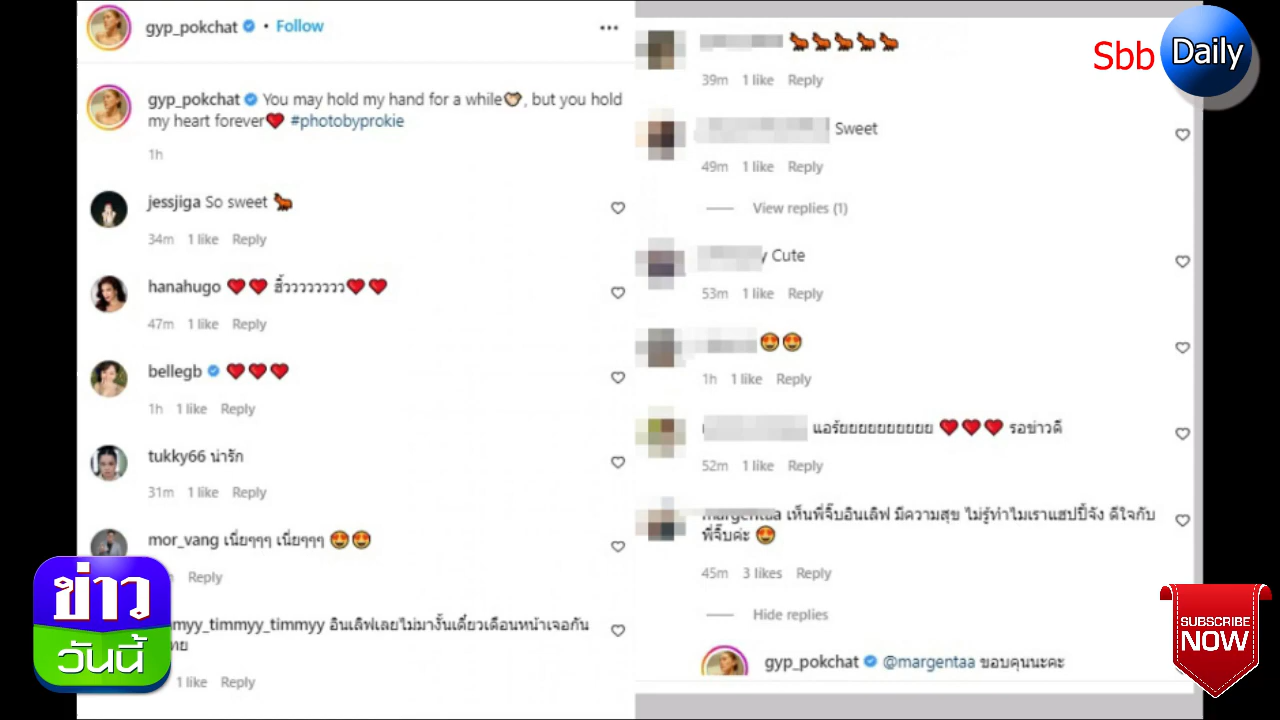 gyp_pokchat • Follow
gyp_pokchat You may hold my hand for a while, but you hold
my heart forever #photobyprokie
1h
jessjiga So sweet
34m 1 like Reply
hanahugo ฮิ้ววววววววว
47m 1 like Reply
bellegb
1h 1 like Reply
tukky66 น่ารัก
31m 1 like Reply
mor_vang เนี่ยๆๆๆ เนี่ยๆๆๆ
Reply
myy_timmyy_timmyy อินเลิฟเลยไม่มางั้นเดี๋ยวเดือนหน้าเจอกัน
ทย
1 like Reply
ข่าว
วันนี้
39m 1 like Reply
Sweet
49m 1 like Reply
View replies (1)
y Cute
53m 1 like Reply
1h 1 like Reply
แอร้ยยยยยยยยยยย รอข่าวดี
52m 1 like Reply
margentaa เห็นพี่จิ๊บอินเลิฟ มีความสุข ไม่รู้ทำไมเราแฮปปี้จัง ดีใจกับ
พี่จิ๊บค่ะ
45m 3 likes Reply
Hide replies
gyp_pokchat @margentaa ขอบคุณนะคะ
Sbb Daily
SUBSCRIBE
NOW